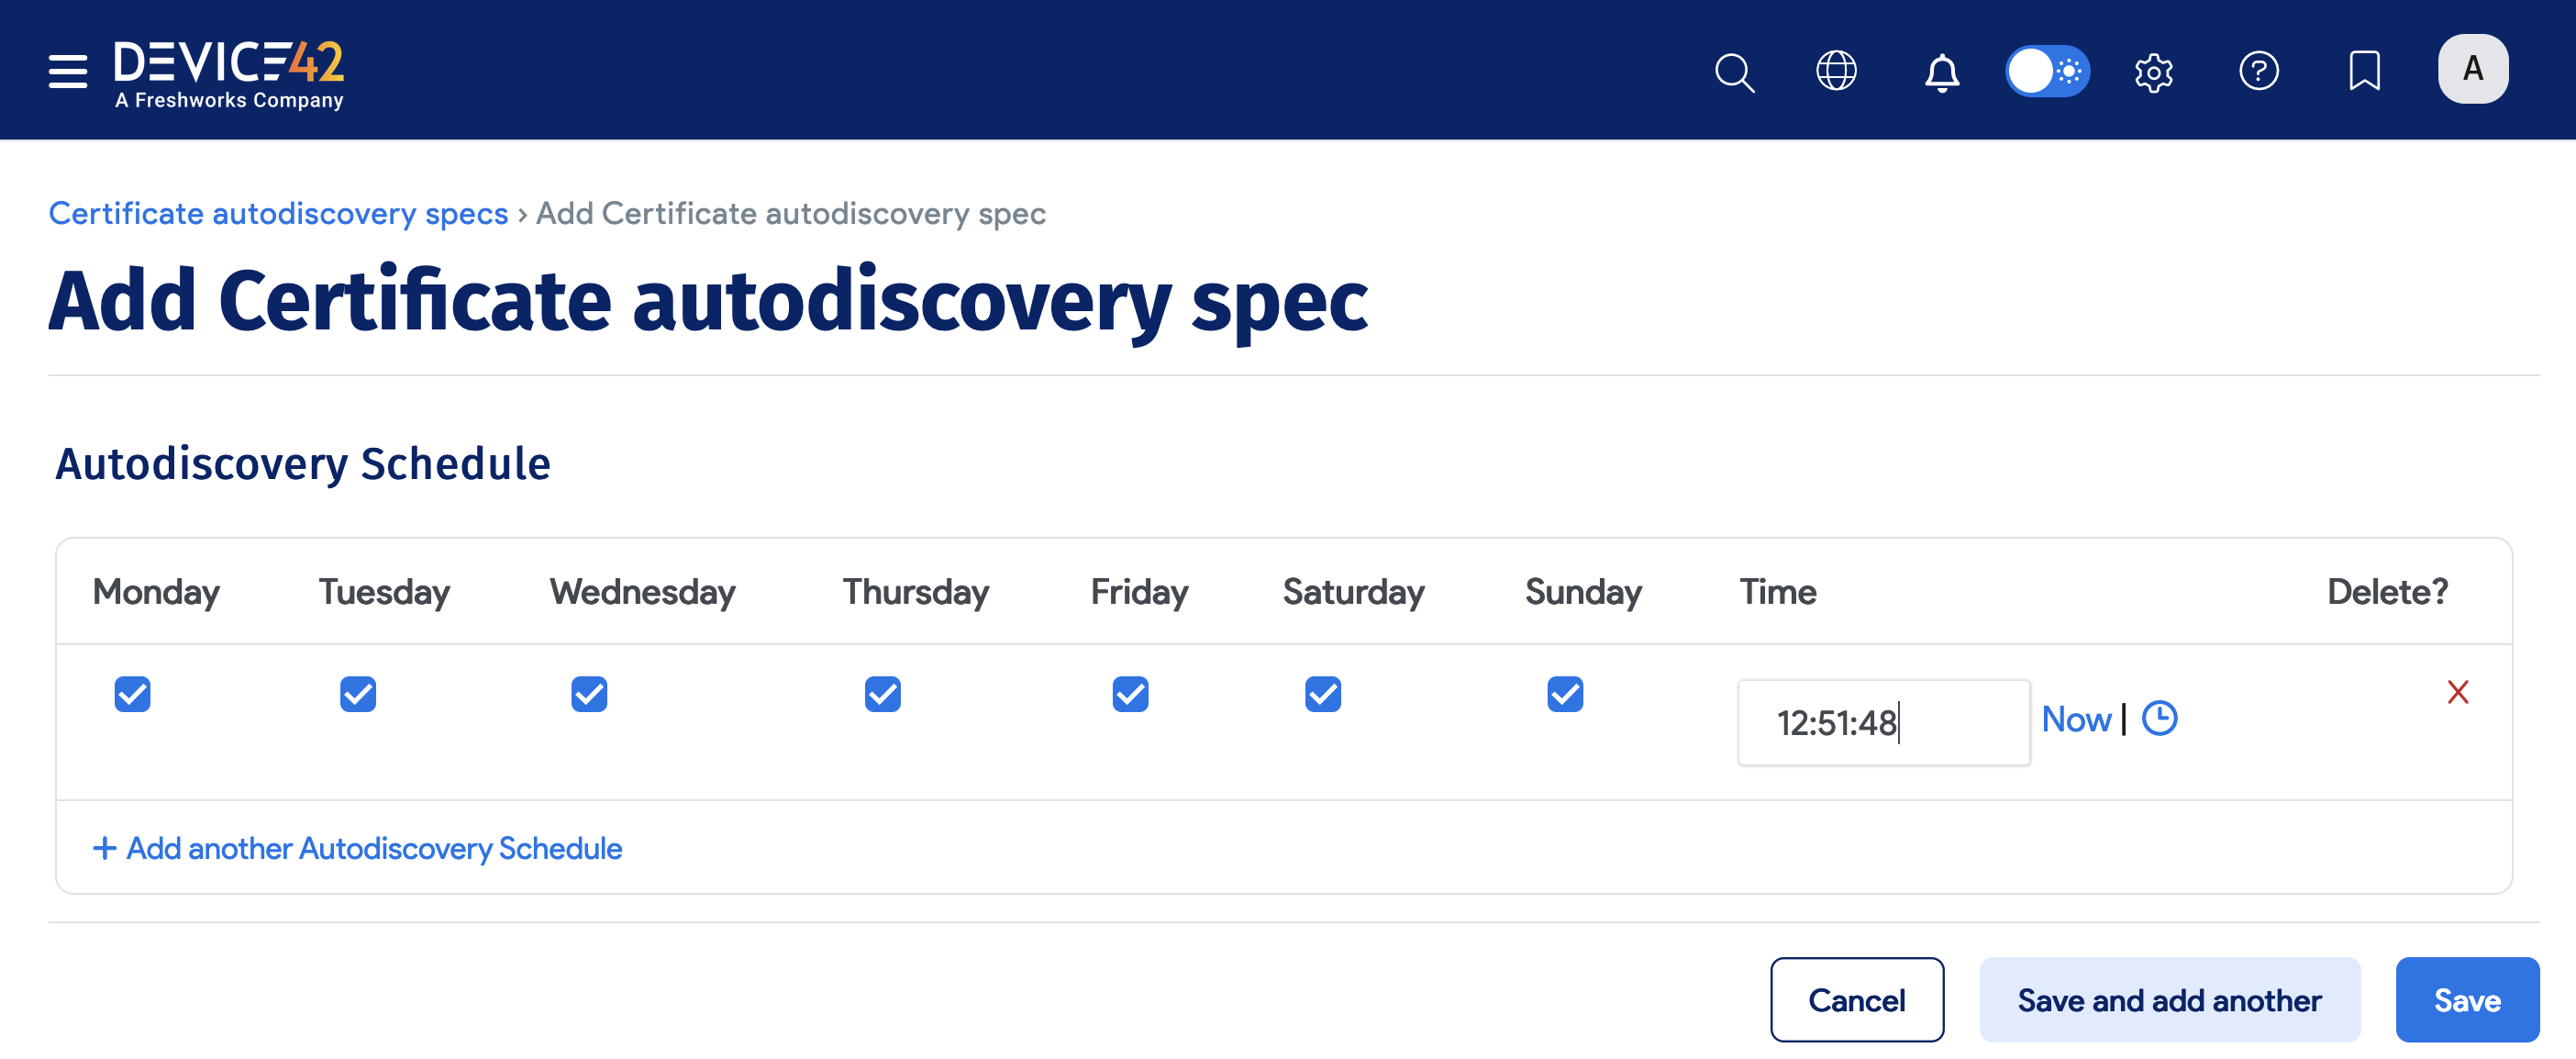 DEVICE42
A Freshworks Company
A
Certificate autodiscovery specs › Add Certificate autodiscovery spec
Add Certificate autodiscovery spec
Autodiscovery Schedule
Monday Tuesday Wednesday Thursday Friday Saturday Sunday Time Delete?
12:51:48 Now |
+ Add another Autodiscovery Schedule
Cancel Save and add another Save